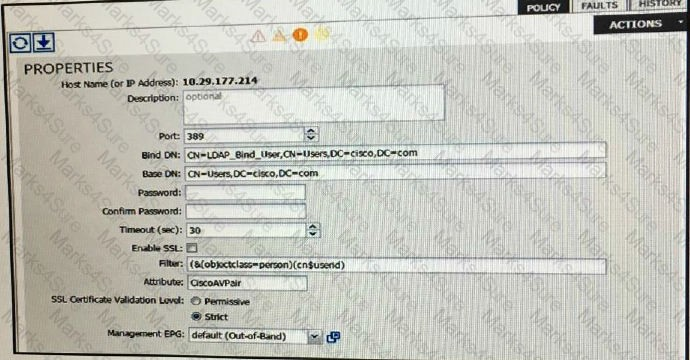 POLICY FAULTS HISTORY
ACTIONS
PROPERTIES
Host Name (or IP Address): 10.29.177.214
Description: optional
Port: 389
Bind DN: CN=LDAP_Bind_User,CN=Users,DC=cisco,DC=com
Base DN: CN=Users,DC=cisco,DC=com
Password:
Confirm Password:
Timeout (sec): 30
Enable SSL:
Filter: (&(objectclass=person)(cn$userid)
Attribute: CiscoAVPair
SSL Certificate Validation Level: Permissive
Strict
Management EPG: default (Out-of-Band)
Marks4Sure